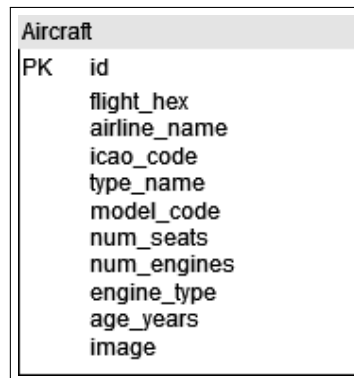 Aircraft
PK id
flight_hex
airline_name
icao_code
type_name
model_code
num_seats
num_engines
engine_type
age_years
image